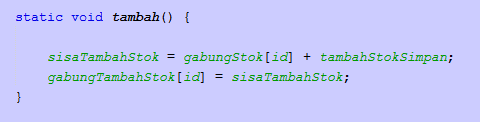 static void tambah() {
sisaTambahStok = gabungStok[id] + tambahStokSimpan;
gabungTambahStok[id] = sisaTambahStok;
}